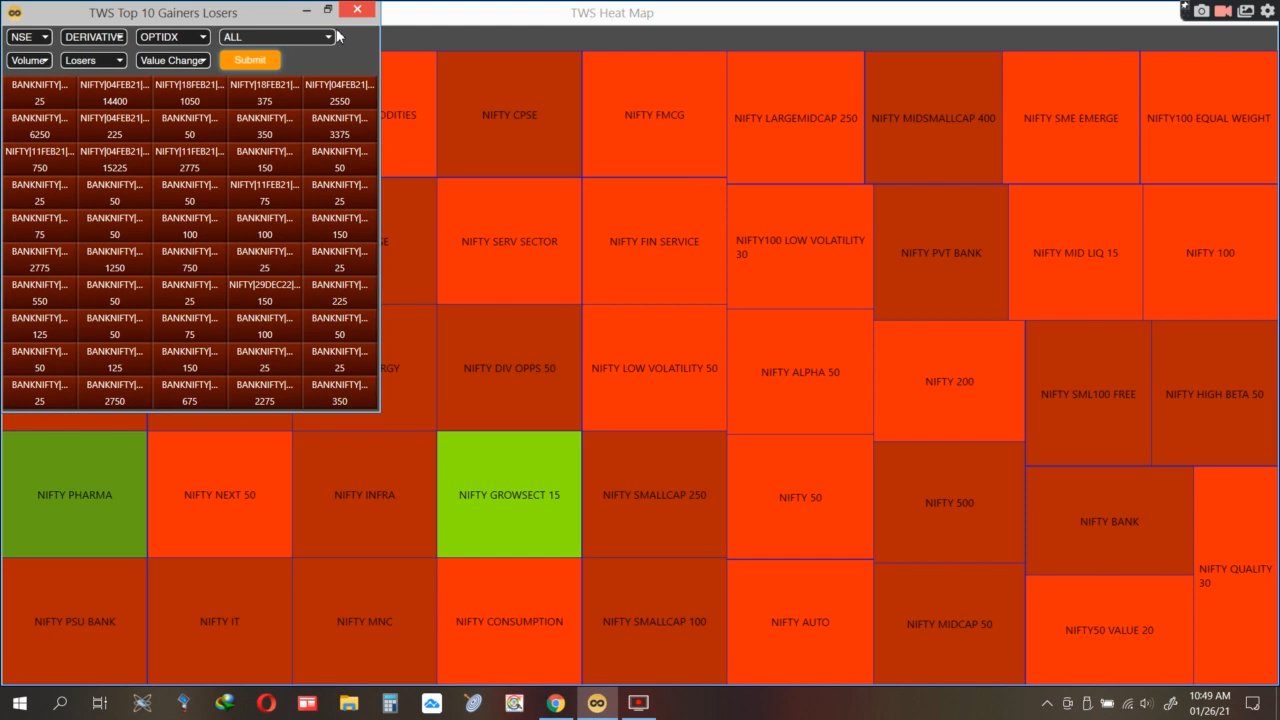 TWS Top 10 Gainers Losers
TWS Heat Map
NSE DERIVATIVE OPTIDX ALL
Volume Losers Value Change Submit
BANKNIFTY|... NIFTY|04FEB21|... NIFTY|18FEB21|... NIFTY|18FEB21|... NIFTY|04FEB21|...
25 14400 1050 375 2550
BANKNIFTY|... NIFTY|04FEB21|... BANKNIFTY|... BANKNIFTY|... BANKNIFTY|...
6250 225 50 350 3375
NIFTY|11FEB21|... NIFTY|04FEB21|... NIFTY|11FEB21|... BANKNIFTY|... BANKNIFTY|...
750 15225 2775 150 50
BANKNIFTY|... BANKNIFTY|... BANKNIFTY|... NIFTY|11FEB21|... BANKNIFTY|...
25 50 50 75 25
BANKNIFTY|... BANKNIFTY|... BANKNIFTY|... BANKNIFTY|... BANKNIFTY|...
75 50 100 100 150
BANKNIFTY|... BANKNIFTY|... BANKNIFTY|... BANKNIFTY|... BANKNIFTY|...
2775 1250 750 25 25
BANKNIFTY|... BANKNIFTY|... BANKNIFTY|... NIFTY|29DEC22|... BANKNIFTY|...
550 50 25 150 225
BANKNIFTY|... BANKNIFTY|... BANKNIFTY|... BANKNIFTY|... BANKNIFTY|...
125 50 75 100 50
BANKNIFTY|... BANKNIFTY|... BANKNIFTY|... BANKNIFTY|... BANKNIFTY|...
50 125 150 25 25
BANKNIFTY|... BANKNIFTY|... BANKNIFTY|... BANKNIFTY|... BANKNIFTY|...
25 2750 675 2275 350
ODITIES NIFTY CPSE NIFTY FMCG NIFTY LARGEMIDCAP 250 NIFTY MIDSMALLCAP 400 NIFTY SME EMERGE NIFTY100 EQUAL WEIGHT
SE NIFTY SERV SECTOR NIFTY FIN SERVICE NIFTY100 LOW VOLATILITY
30
NIFTY PVT BANK NIFTY MID LIQ 15 NIFTY 100
RGY NIFTY DIV OPPS 50 NIFTY LOW VOLATILITY 50 NIFTY ALPHA 50 NIFTY 200 NIFTY SML100 FREE NIFTY HIGH BETA 50
NIFTY PHARMA NIFTY NEXT 50 NIFTY INFRA NIFTY GROWSECT 15 NIFTY SMALLCAP 250 NIFTY 50 NIFTY 500 NIFTY BANK
NIFTY QUALITY
30
NIFTY PSU BANK NIFTY IT NIFTY MNC NIFTY CONSUMPTION NIFTY SMALLCAP 100 NIFTY AUTO NIFTY MIDCAP 50 NIFTY50 VALUE 20
10:49 AM
01/26/21